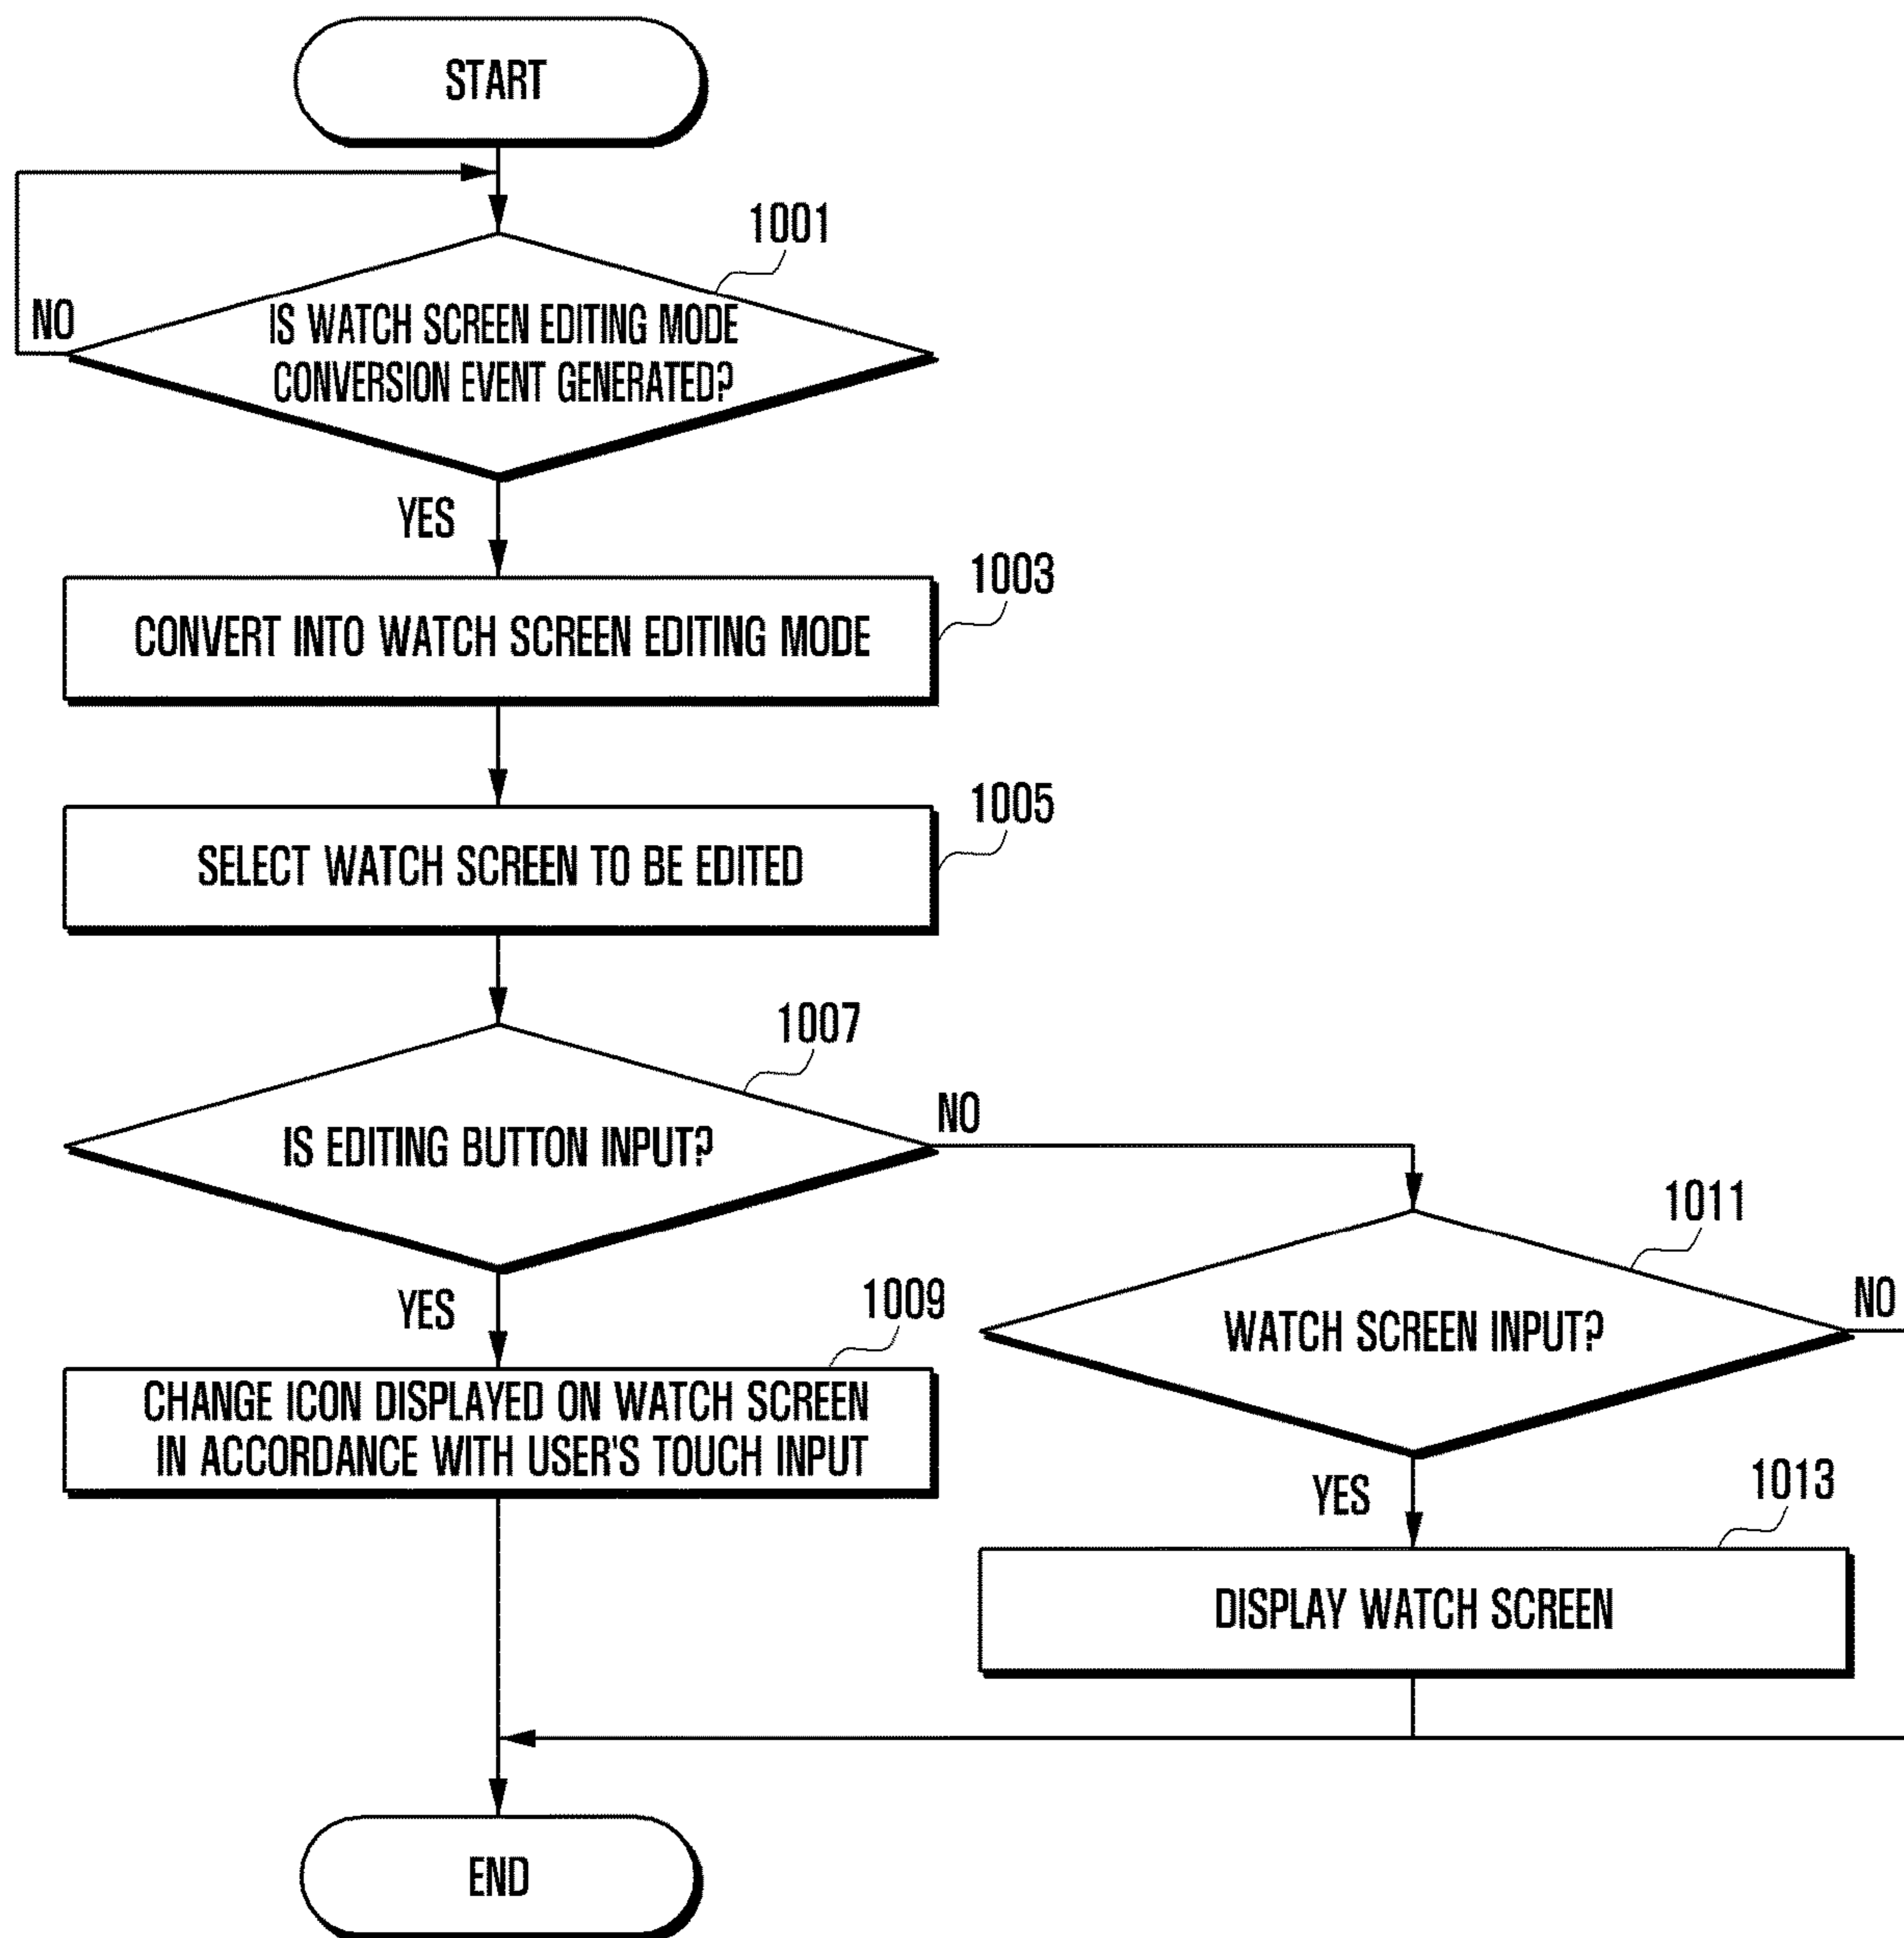 START
1001
NO
IS WATCH SCREEN EDITING MODE
CONVERSION EVENT GENERATED?
YES
1003
CONVERT INTO WATCH SCREEN EDITING MODE
1005
SELECT WATCH SCREEN TO BE EDITED
1007
IS EDITING BUTTON INPUT?
NO
1011
YES
WATCH SCREEN INPUT?
NO
1009
CHANGE ICON DISPLAYED ON WATCH SCREEN
IN ACCORDANCE WITH USER'S TOUCH INPUT
YES
1013
DISPLAY WATCH SCREEN
END